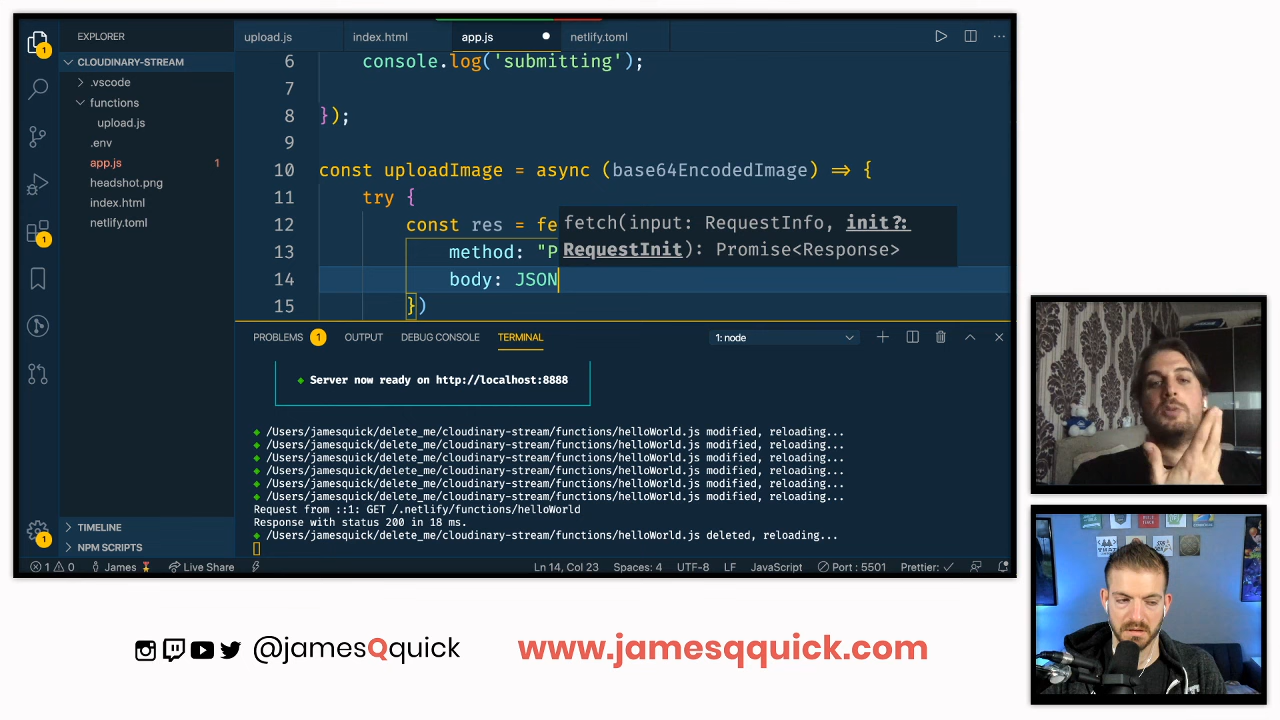 upload.js
index.html
app.js
netlify.toml
EXPLORER
CLOUDINARY-STREAM
.vscode
functions
upload.js
.env
app.js 1
headshot.png
index.html
netlify.toml
TIMELINE
NPM SCRIPTS
1
1
1
6 console.log('submitting');
7
8 });
9
10 const uploadImage = async (base64EncodedImage) => {
11 try {
12 const res = fe
13 method: "P
14 body: JSON
15 })
fetch(input: RequestInfo, init?:
RequestInit): Promise<Response>
PROBLEMS 1 OUTPUT DEBUG CONSOLE TERMINAL 1: node
Server now ready on http://localhost:8888
/Users/jamesquick/delete_me/cloudinary-stream/functions/helloWorld.js modified, reloading...
/Users/jamesquick/delete_me/cloudinary-stream/functions/helloWorld.js modified, reloading...
/Users/jamesquick/delete_me/cloudinary-stream/functions/helloWorld.js modified, reloading...
/Users/jamesquick/delete_me/cloudinary-stream/functions/helloWorld.js modified, reloading...
/Users/jamesquick/delete_me/cloudinary-stream/functions/helloWorld.js modified, reloading...
/Users/jamesquick/delete_me/cloudinary-stream/functions/helloWorld.js modified, reloading...
Request from ::1: GET /.netlify/functions/helloWorld
Response with status 200 in 18 ms.
/Users/jamesquick/delete_me/cloudinary-stream/functions/helloWorld.js deleted, reloading...
1 0 James Live Share Ln 14, Col 23 Spaces: 4 UTF-8 LF JavaScript Port : 5501 Prettier:
@jamesQquick
www.jamesqquick.com